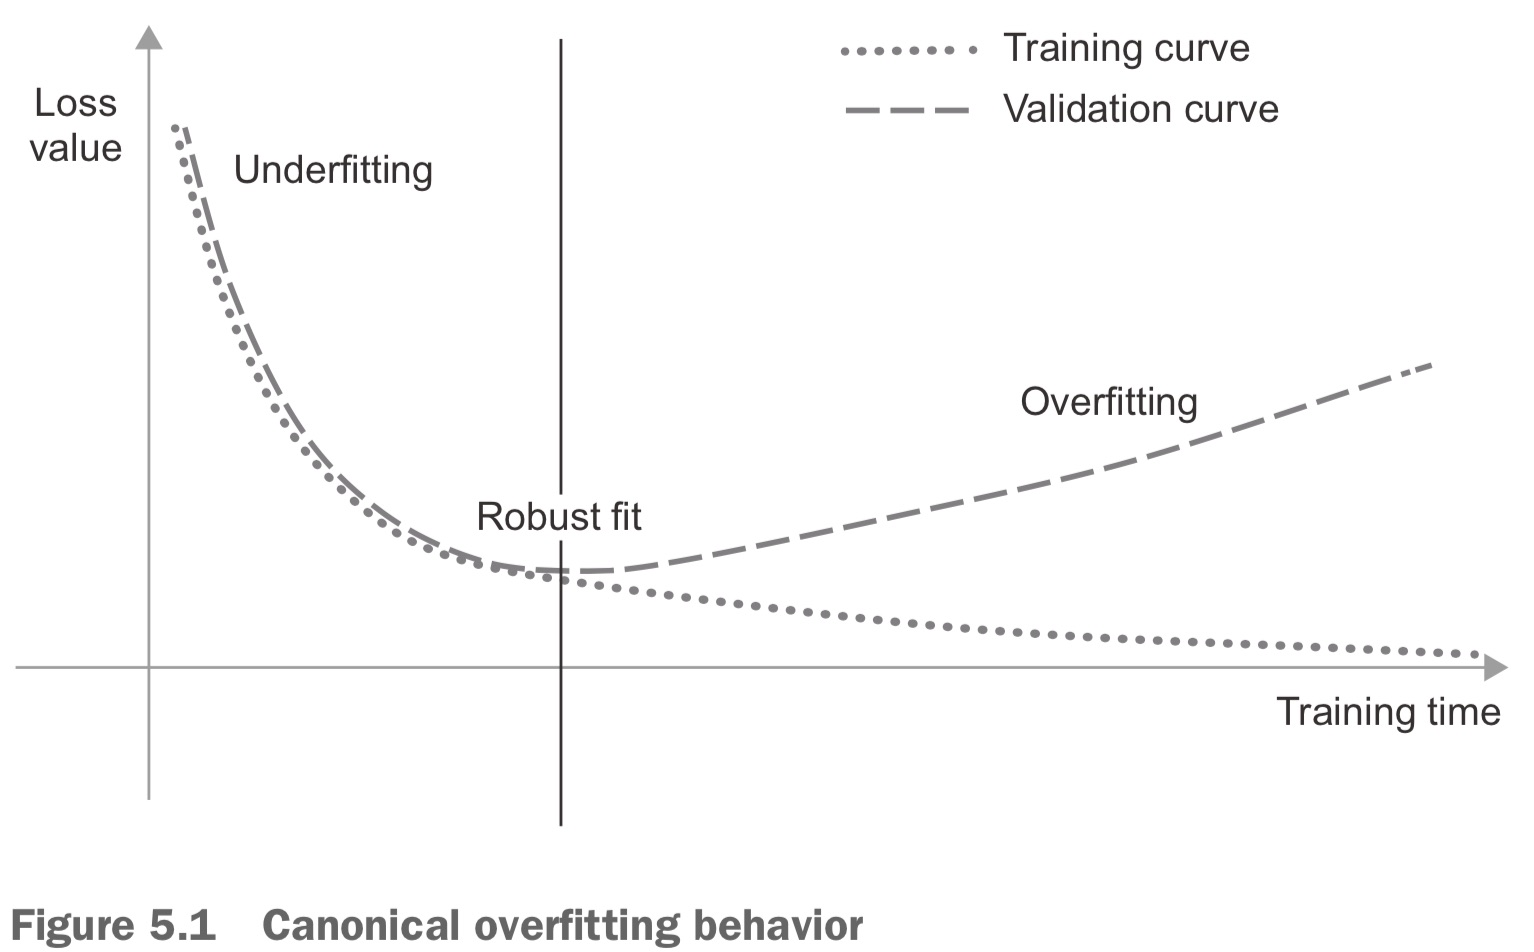 Loss
value
Training curve
Validation curve
Underfitting
Overfitting
Robust fit
Training time
Figure 5.1 Canonical overfitting behavior